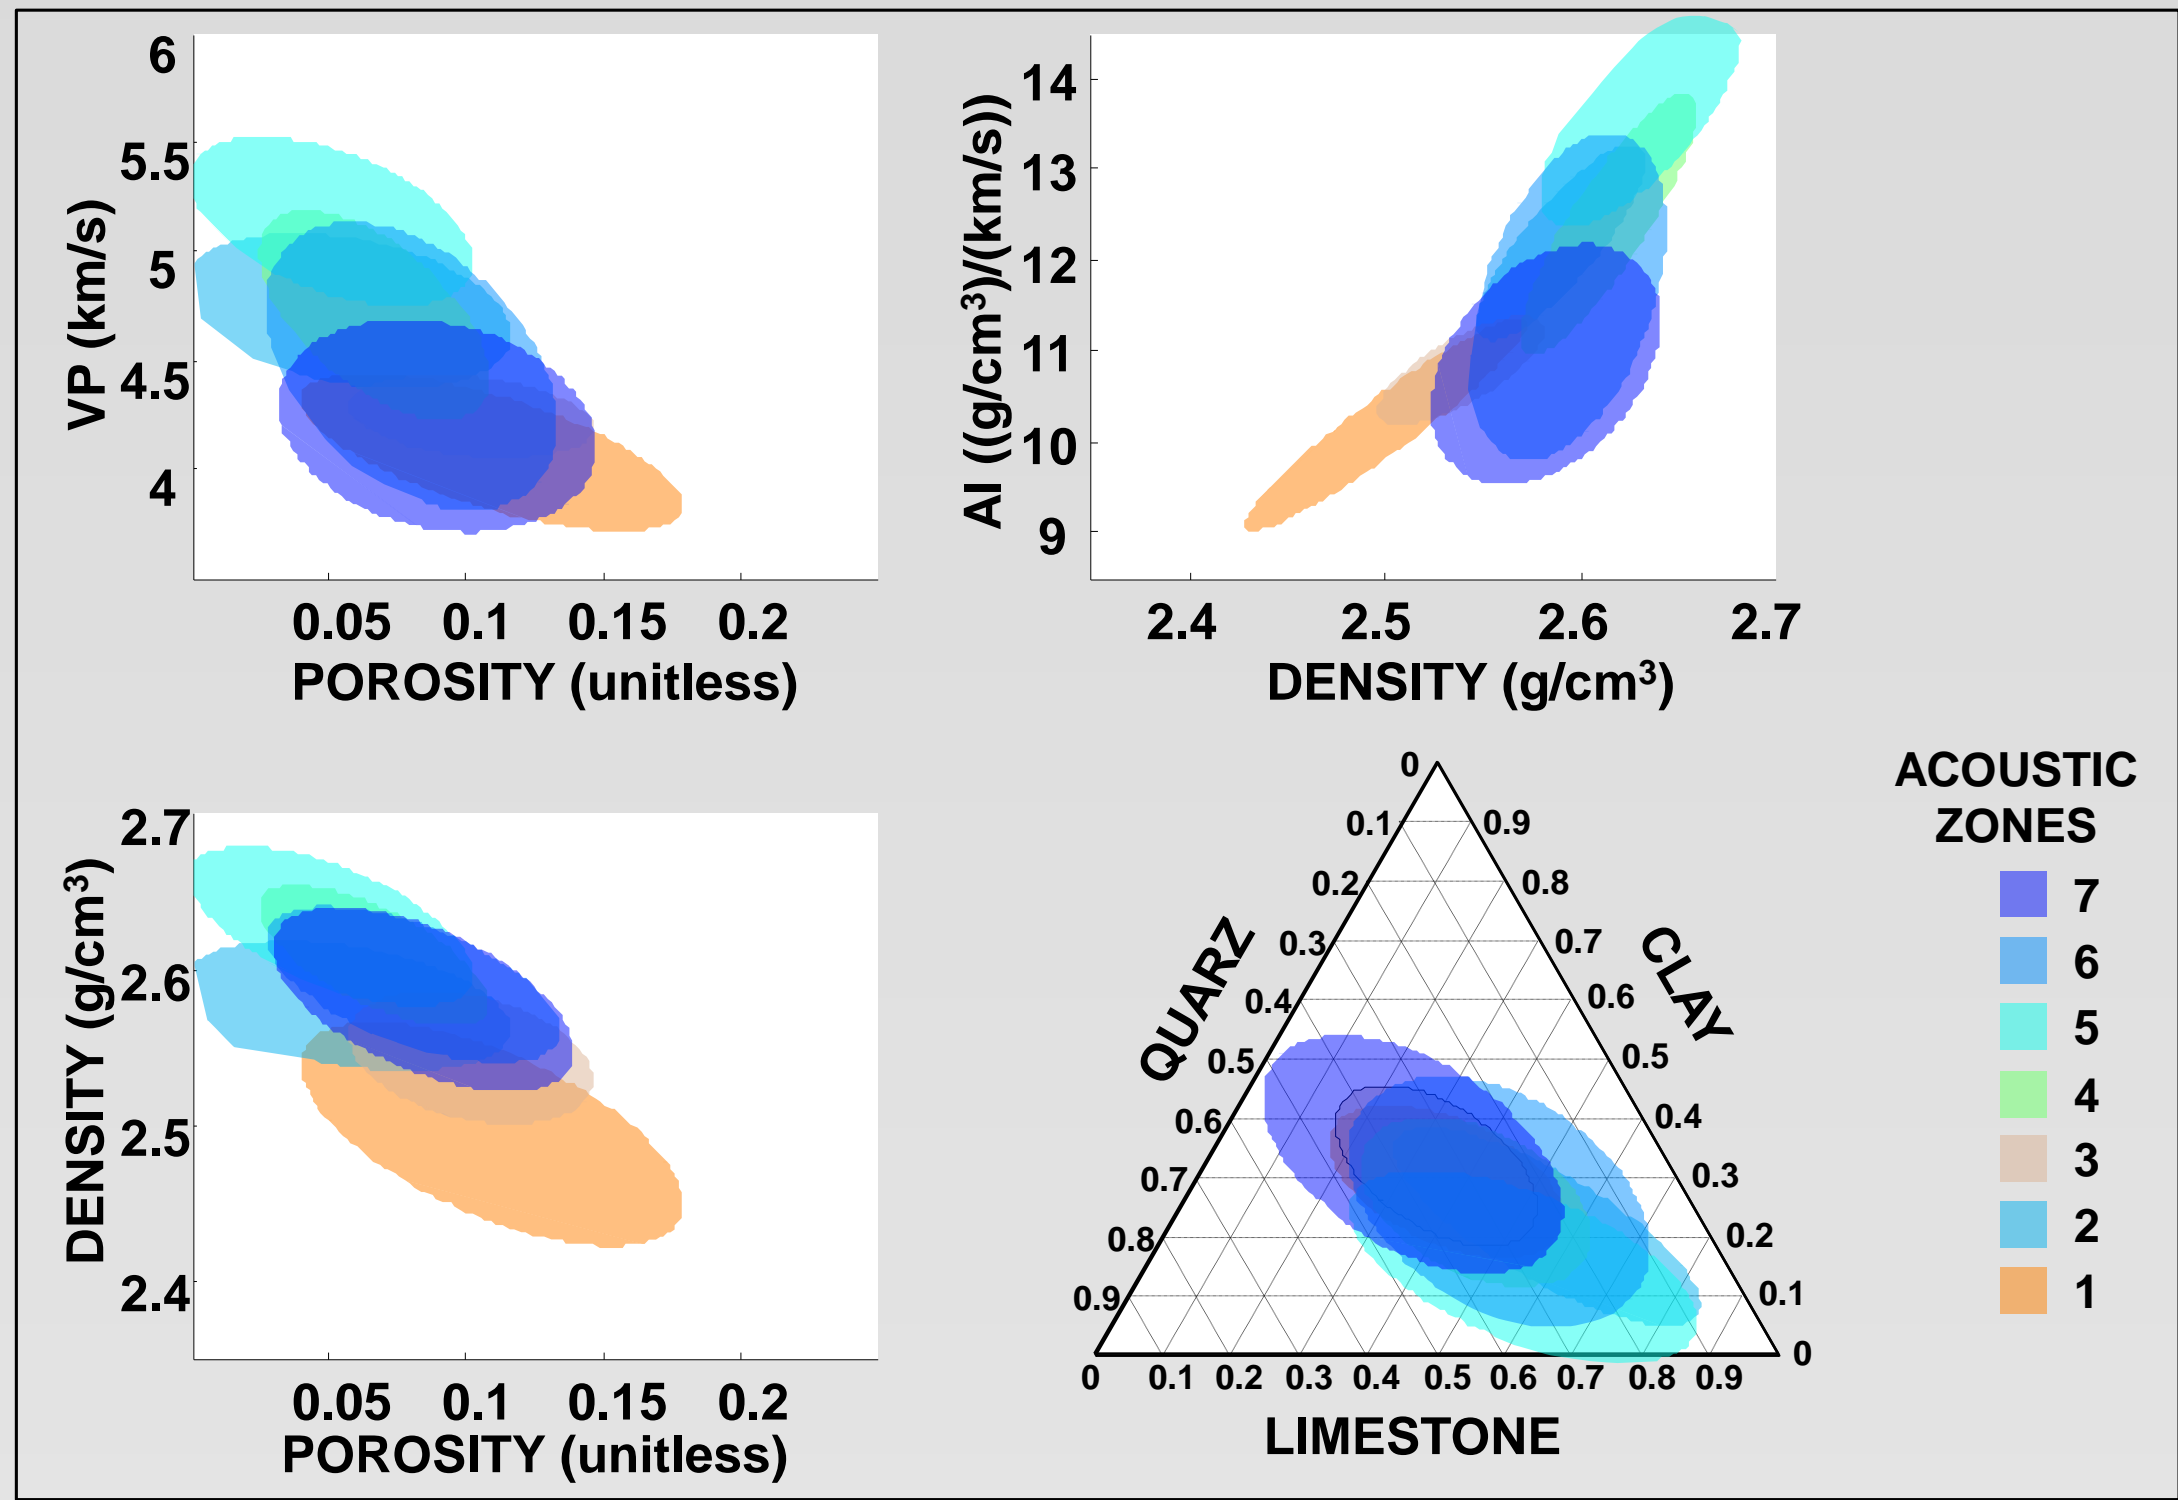 6
5.5
5
4.5
4
VP (km/s)
0.05 0.1 0.15 0.2
POROSITY (unitless)
14
13
12
11
10
9
AI ((g/cm³)/(km/s))
2.4 2.5 2.6 2.7
DENSITY (g/cm³)
2.7
2.6
2.5
2.4
DENSITY (g/cm³)
0.05 0.1 0.15 0.2
POROSITY (unitless)
0
0.1 0.9
0.2 0.8
0.3 0.7
0.4 0.6
0.5 0.5
0.6 0.4
0.7 0.3
0.8 0.2
0.9 0.1
0
QUARZ
CLAY
0 0.1 0.2 0.3 0.4 0.5 0.6 0.7 0.8 0.9
LIMESTONE
ACOUSTIC
ZONES
7
6
5
4
3
2
1